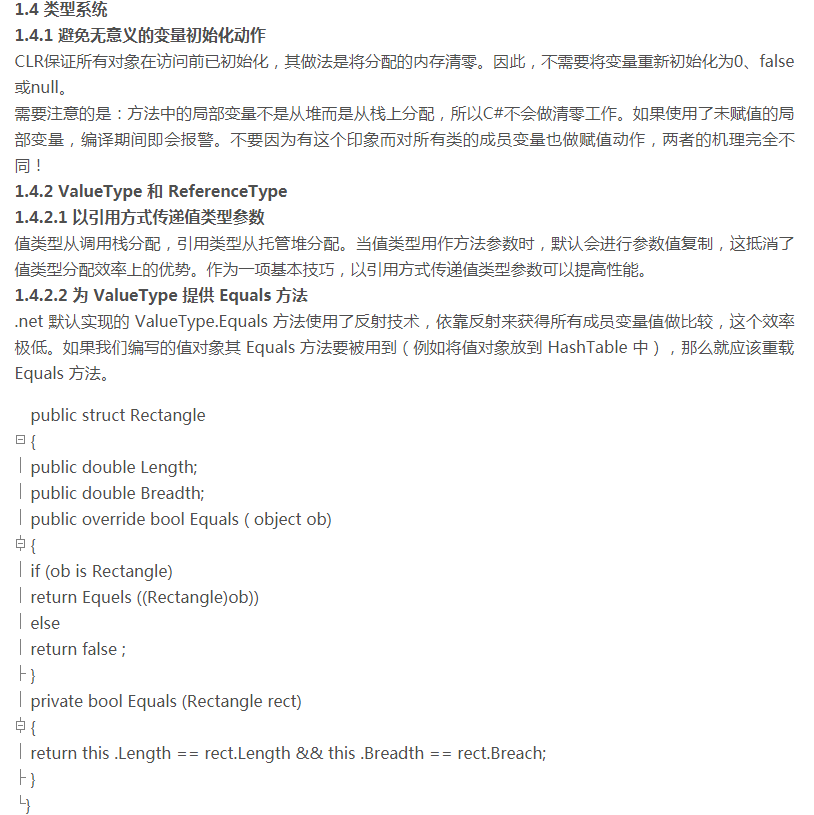 1.4 类型系统
1.4.1 避免无意义的变量初始化动作
CLR保证所有对象在访问前已初始化，其做法是将分配的内存清零。因此，不需要将变量重新初始化为0、false
或null。
需要注意的是：方法中的局部变量不是从堆而是从栈上分配，所以C#不会做清零工作。如果使用了未赋值的局
部变量，编译期间即会报警。不要因为有这个印象而对所有类的成员变量也做赋值动作，两者的机理完全不
同！
1.4.2 ValueType 和 ReferenceType
1.4.2.1 以引用方式传递值类型参数
值类型从调用栈分配，引用类型从托管堆分配。当值类型用作方法参数时，默认会进行参数值复制，这抵消了
值类型分配效率上的优势。作为一项基本技巧，以引用方式传递值类型参数可以提高性能。
1.4.2.2 为 ValueType 提供 Equals 方法
.net 默认实现的 ValueType.Equals 方法使用了反射技术，依靠反射来获得所有成员变量值做比较，这个效率
极低。如果我们编写的值对象其 Equals 方法要被用到（例如将值对象放到 HashTable 中），那么就应该重载
Equals 方法。
public struct Rectangle
{
public double Length;
public double Breadth;
public override bool Equals ( object ob)
{
if (ob is Rectangle)
return Equels ((Rectangle)ob))
else
return false ;
}
private bool Equals (Rectangle rect)
{
return this .Length == rect.Length && this .Breadth == rect.Breach;
}
}